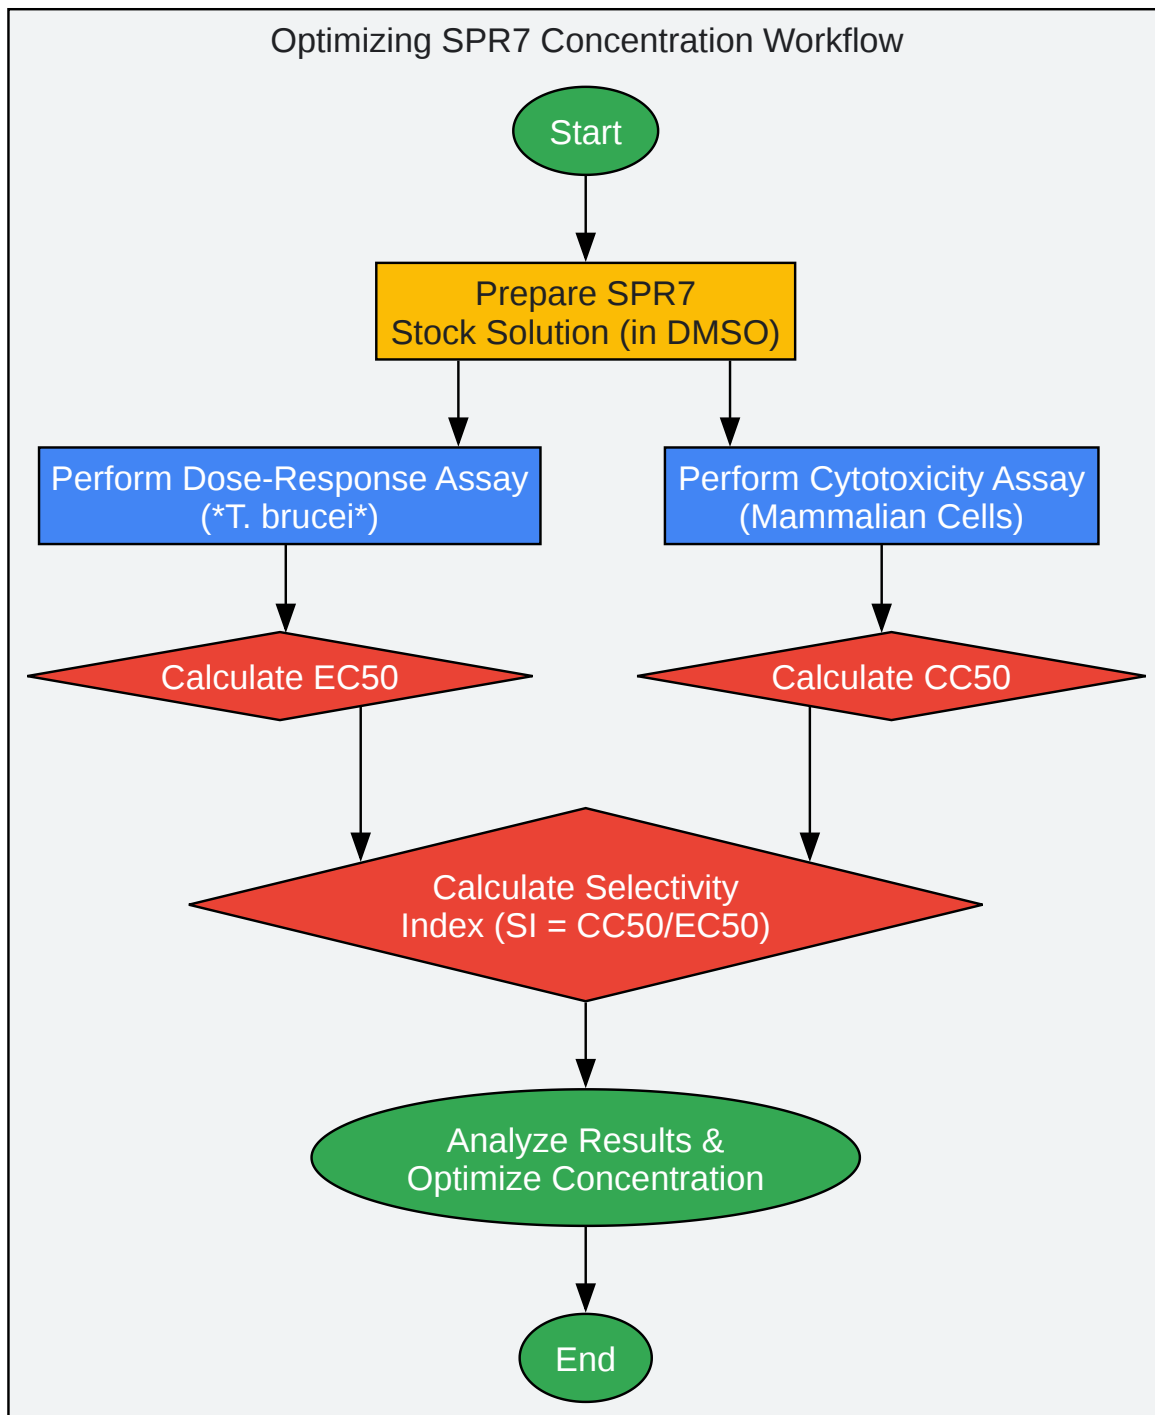 Optimizing SPR7 Concentration Workflow
Start
Prepare SPR7
Stock Solution (in DMSO)
Perform Dose-Response Assay
(*T. brucei*)
Perform Cytotoxicity Assay
(Mammalian Cells)
Calculate EC50
Calculate CC50
Calculate Selectivity
Index (SI = CC50/EC50)
Analyze Results &
Optimize Concentration
End